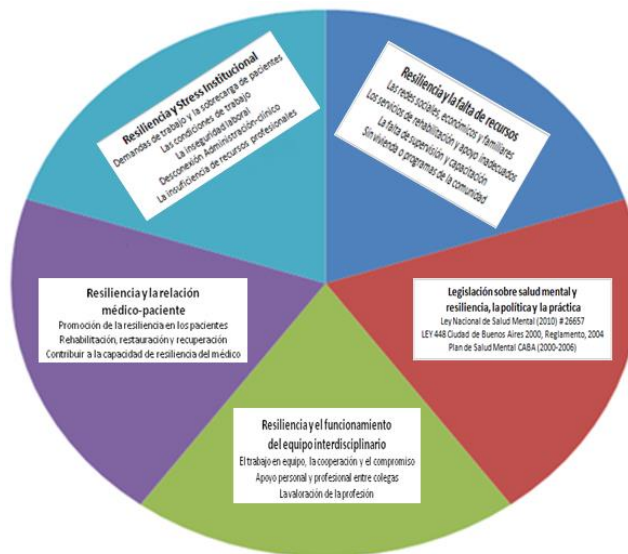 Resiliencia y Stress Institucional
Demandas de trabajo y la sobrecarga de pacientes
Las condiciones de trabajo
La inseguridad laboral
Desconexión Administración-clínico
La insuficiencia de recursos profesionales
Resiliencia y la falta de recursos
Las redes sociales, económicos y familiares
Los servicios de rehabilitación y apoyo inadecuados
La falta de supervisión y capacitación
Sin vivienda o programas de la comunidad
Resiliencia y la relación
médico-paciente
Promoción de la resiliencia en los pacientes
Rehabilitación, restauración y recuperación
Contribuir a la capacidad de resiliencia del médico
Legislación sobre salud mental y
resiliencia, la política y la práctica
Ley Nacional de Salud Mental (2010) # 26657
LEY 448 Ciudad de Buenos Aires 2000, Reglamento, 2004
Plan de Salud Mental CABA (2000-2006)
Resiliencia y el funcionamiento
del equipo interdisciplinario
El trabajo en equipo, la cooperación y el compromiso
Apoyo personal y profesional entre colegas
La valoración de la profesión